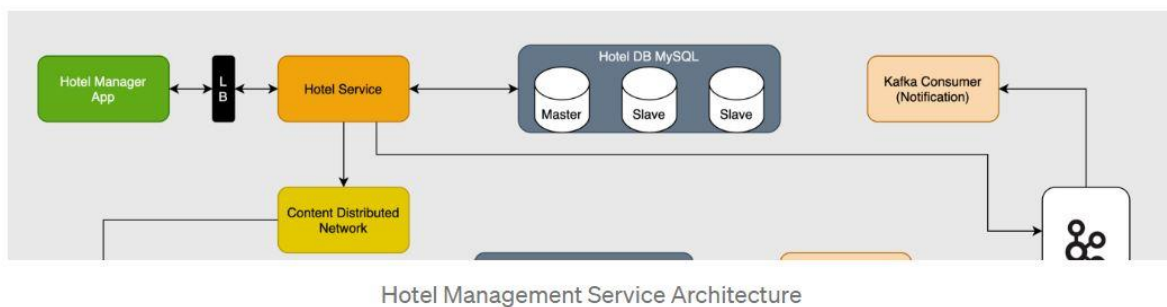 Hotel Manager
App
L
B
Hotel Service
Hotel DB MySQL
Master
Slave
Slave
Kafka Consumer
(Notification)
Content Distributed
Network
Hotel Management Service Architecture